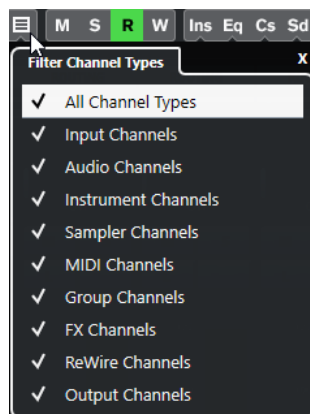 M S R W Ins Eq Cs Sd
Filter Channel Types x
All Channel Types
Input Channels
Audio Channels
Instrument Channels
Sampler Channels
MIDI Channels
Group Channels
FX Channels
ReWire Channels
Output Channels